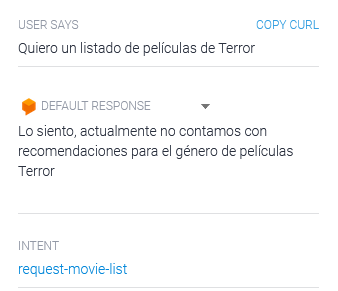 USER SAYS COPY CURL
Quiero un listado de películas de Terror
DEFAULT RESPONSE
Lo siento, actualmente no contamos con
recomendaciones para el género de películas
Terror
INTENT
request-movie-list